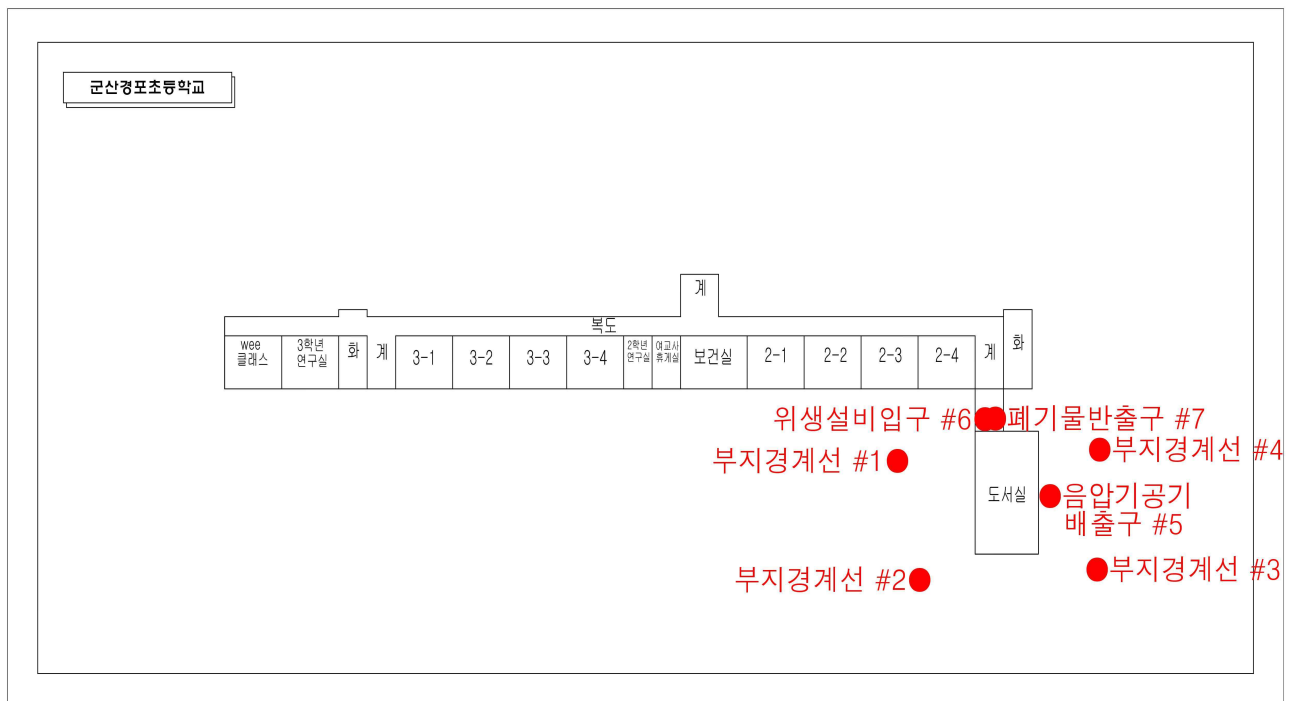 군산경포초등학교
계
복도
wee
클래스
3학년
연구실
화
계
3-1
3-2
3-3
3-4
2학년
연구실
여교사
휴게실
보건실
2-1
2-2
2-3
2-4
계
화
위생설비입구 #6
폐기물반출구 #7
부지경계선 #1
부지경계선 #4
도서실
음압기공기
배출구 #5
부지경계선 #2
부지경계선 #3